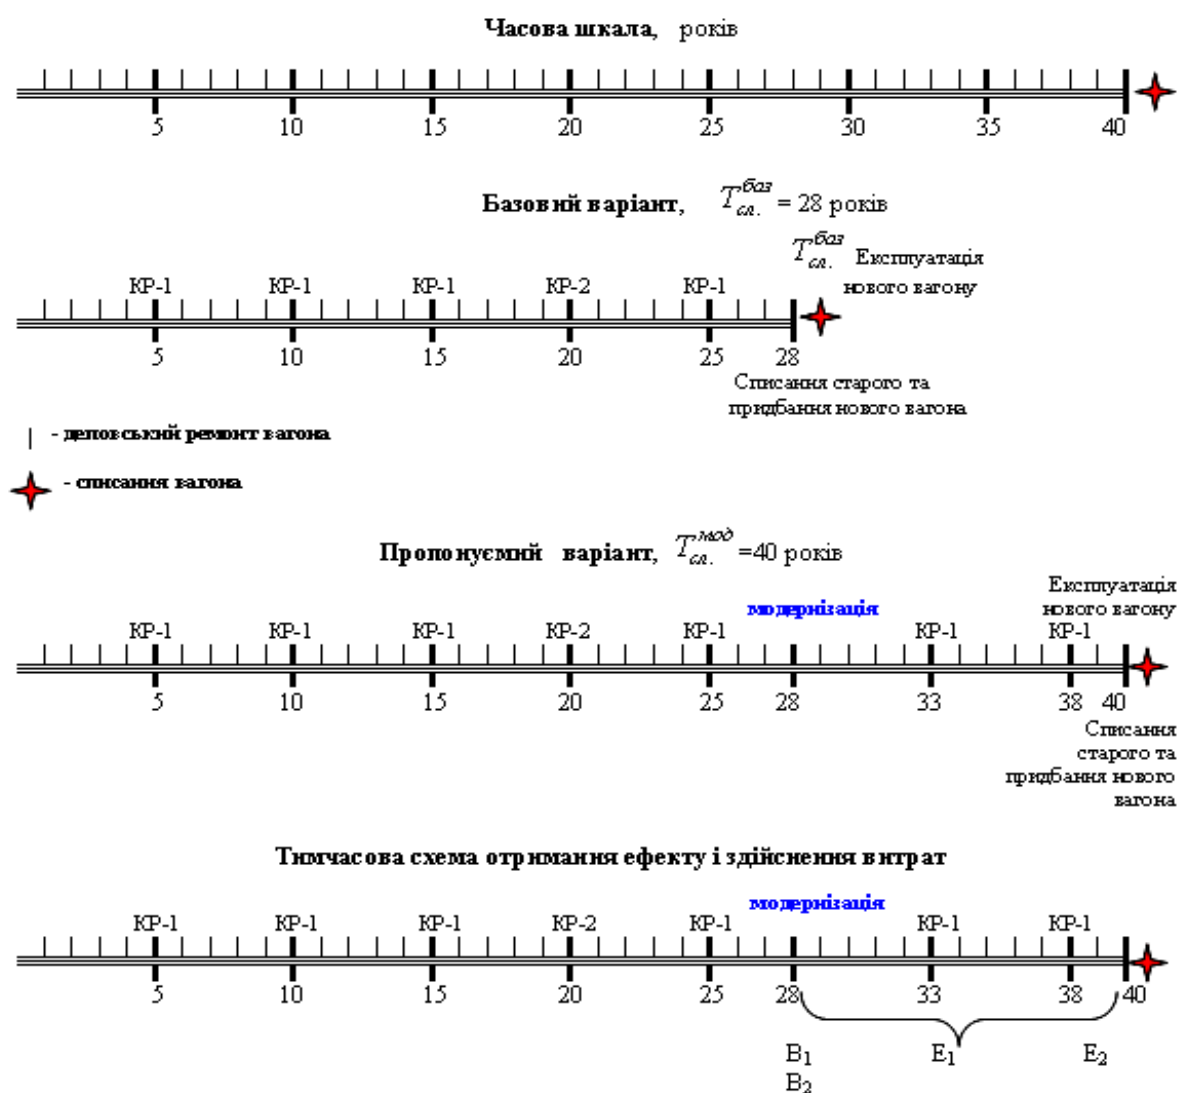 Часова шкала, років
5 10 15 20 25 30 35 40
Базовий варіант, Tсл.баз = 28 років
Tсл.баз Експлуатація
нового вагону
КР-1 КР-1 КР-1 КР-2 КР-1
5 10 15 20 25 28
Списання старого та
придбання нового вагона
- деповський ремонт вагона
- списання вагона
Пропонуємий варіант, Tсл.мод =40 років
Експлуатація
нового вагону
модернізація
КР-1 КР-1 КР-1 КР-2 КР-1 КР-1 КР-1
5 10 15 20 25 28 33 38 40
Списання
старого та
придбання нового
вагона
Тимчасова схема отримання ефекту і здійснення витрат
модернізація
КР-1 КР-1 КР-1 КР-2 КР-1 КР-1 КР-1
5 10 15 20 25 28 33 38 40
В1 Е1 Е2
В2